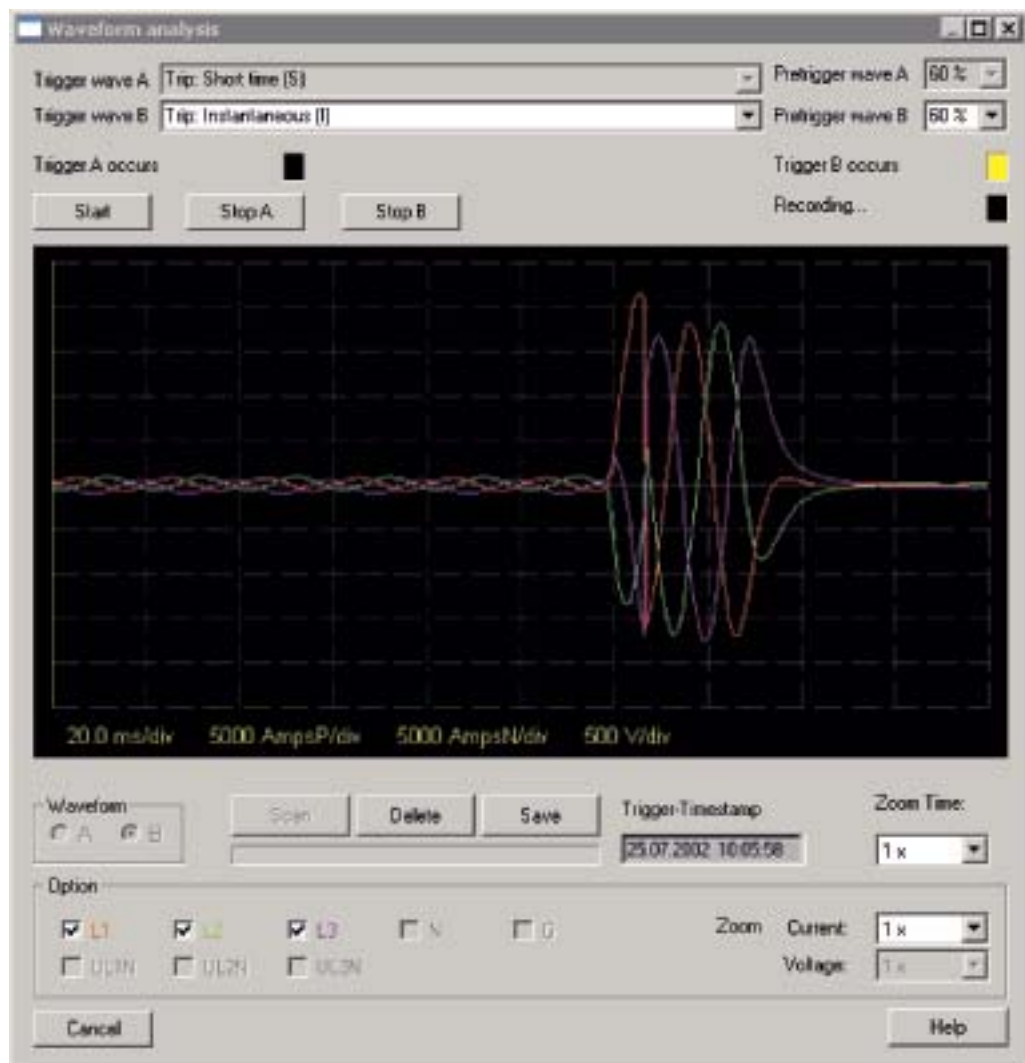 Waveform analysis
Trigger wave A Trip: Short time (S) Pretrigger wave A 60 %
Trigger wave B Trip: Instantaneous (I) Pretrigger wave B 60 %
Trigger A occurs Trigger B occurs
Start Stop A Stop B Recording...
20.0 ms/div 5000 AmpsP/div 5000 AmpsN/div 500 V/div
Waveform Scan Delete Save Trigger-Timestamp Zoom Time:
A B 25.07.2002 10:05:58 1 x
Option
L1 L2 L3 N G Zoom Current: 1 x
UL1N UL2N UL3N Voltage: 1 x
Cancel Help